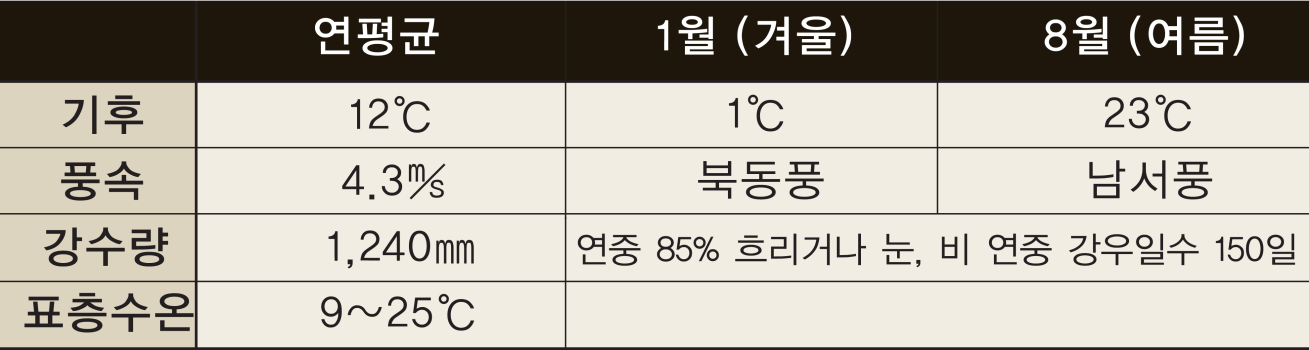 연평균 1월 (겨울) 8월 (여름)
기후 12℃ 1℃ 23℃
풍속 4.3㎧ 북동풍 남서풍
강수량 1,240㎜ 연중 85% 흐리거나 눈, 비 연중 강우일수 150일
표층수온 9~25℃